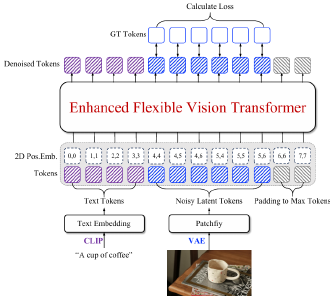 Calculate Loss
GT Tokens
Denoised Tokens
Enhanced Flexible Vision Transformer
2D Pos.Emb. 0,0 1,1 2,2 3,3 4,4 4,5 4,6 5,4 5,5 5,6 6,6 7,7
Tokens
Text Tokens Noisy Latent Tokens Padding to Max Tokens
Text Embedding Patchfiy
CLIP VAE
"A cup of coffee"